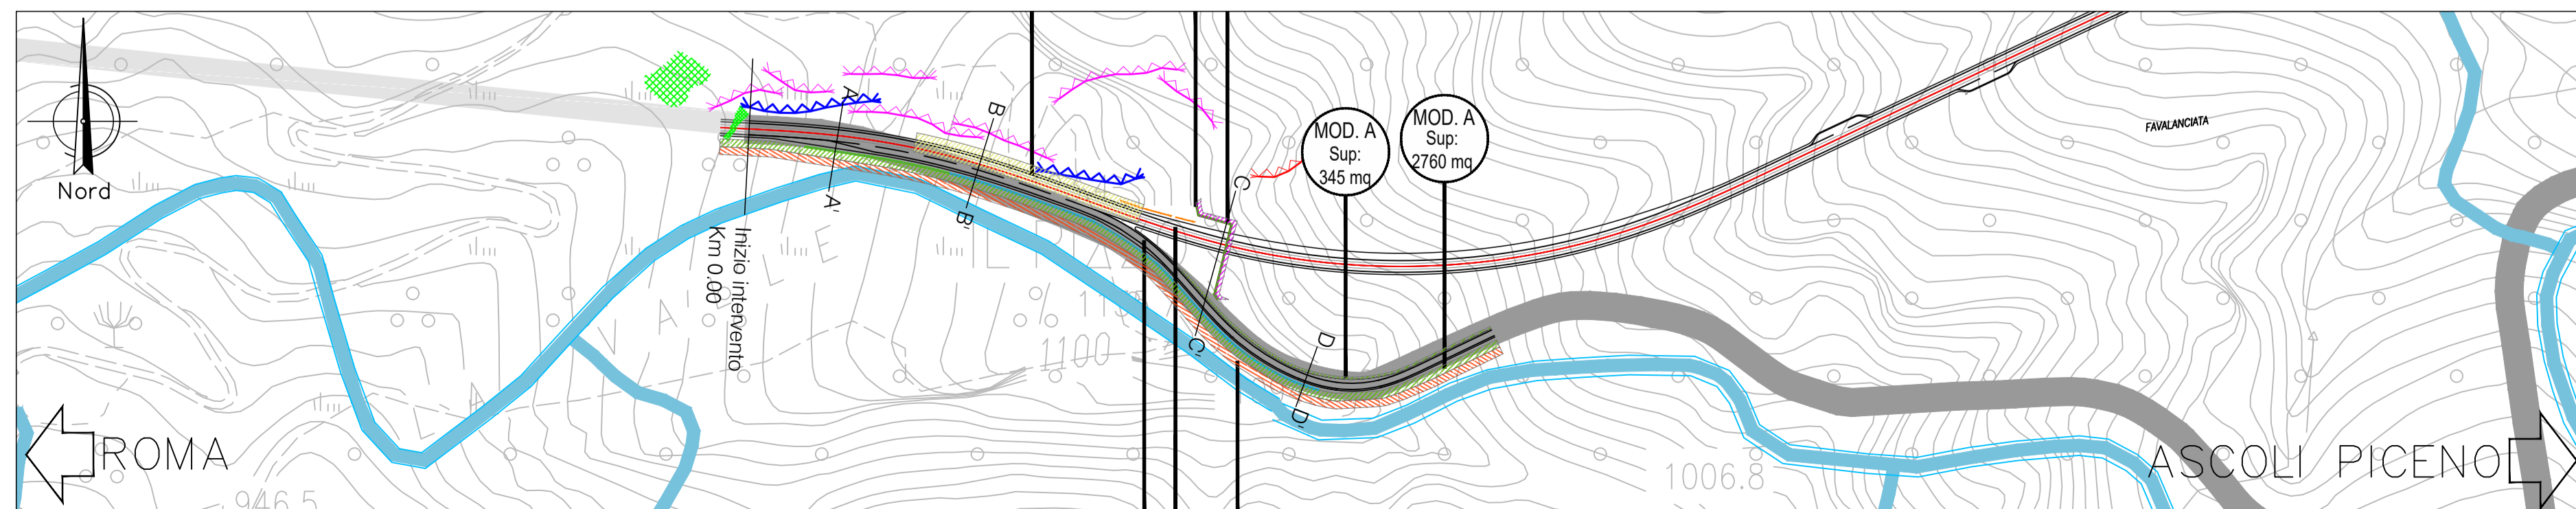 Nord
ROMA
946.5
Inizio intervento
Km 0.00
A
A'
B
B'
C
C'
D
D'
1100
MOD. A
Sup:
345 mq
MOD. A
Sup:
2760 mq
FAVALANCIATA
1006.8
ASCOLI PICENO